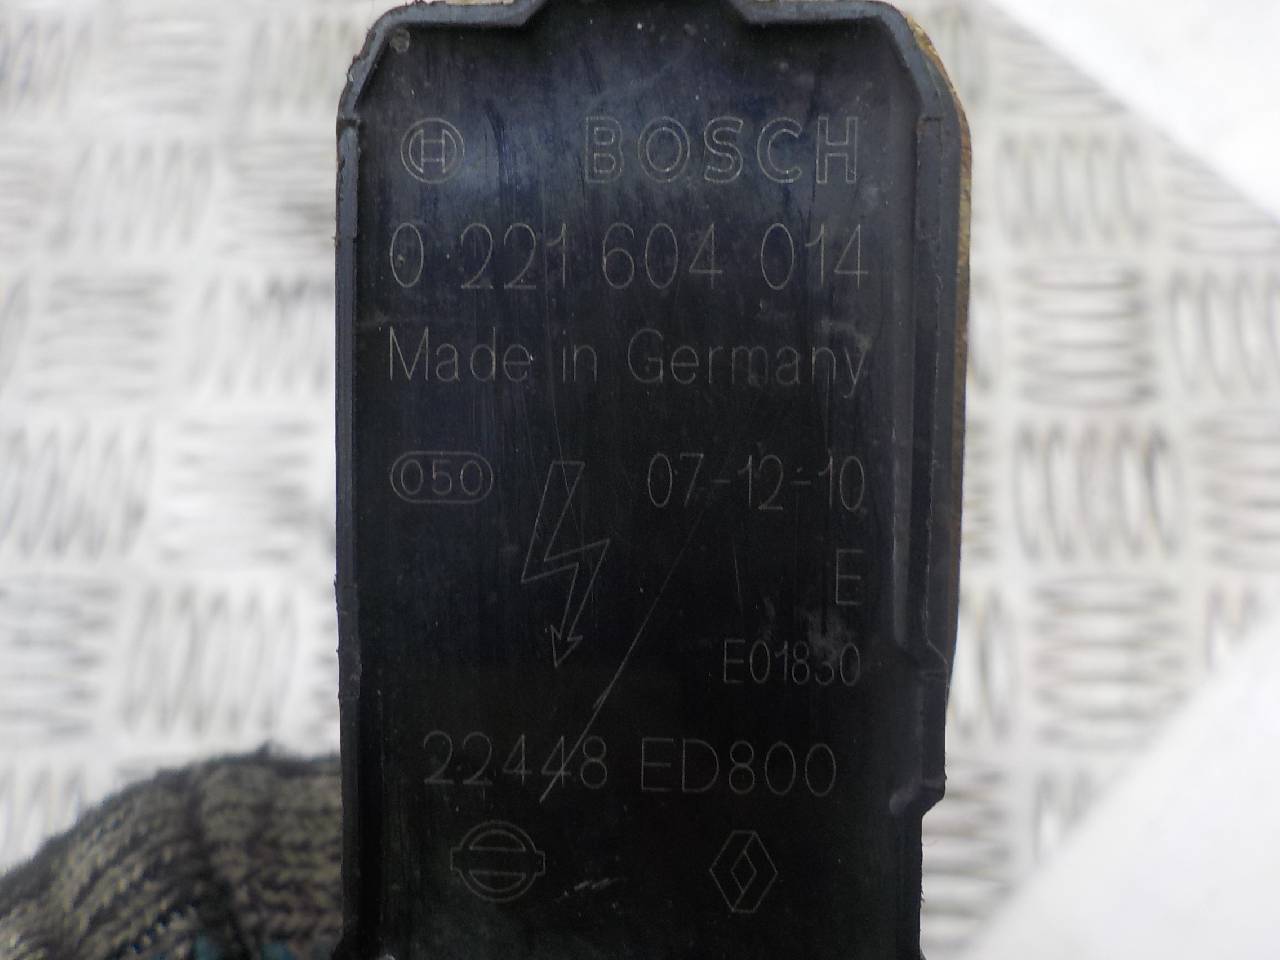 BOSCH
0 221 604 014
Made in Germany
050 07-12-10
E
E01830
22448 ED800